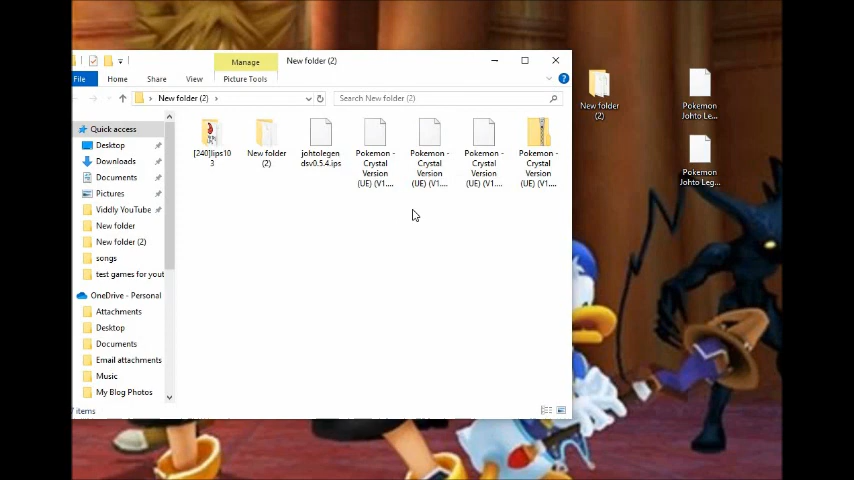 Manage
New folder (2)
File
Home
Share
View
Picture Tools
New folder (2)
Search New folder (2)
Quick access
Desktop
Downloads
Documents
Pictures
Viddly YouTube
New folder
New folder (2)
songs
test games for yout
OneDrive - Personal
Attachments
Desktop
Documents
Email attachments
Music
My Blog Photos
7 items
[240]lips10
3
New folder
(2)
johtolegen
dsv0.5.4.ips
Pokemon -
Crystal
Version
(UE) (V1....
Pokemon -
Crystal
Version
(UE) (V1....
Pokemon -
Crystal
Version
(UE) (V1....
Pokemon -
Crystal
Version
(UE) (V1....
New folder
(2)
Pokemon
Johto Le...
Pokemon
Johto Leg...